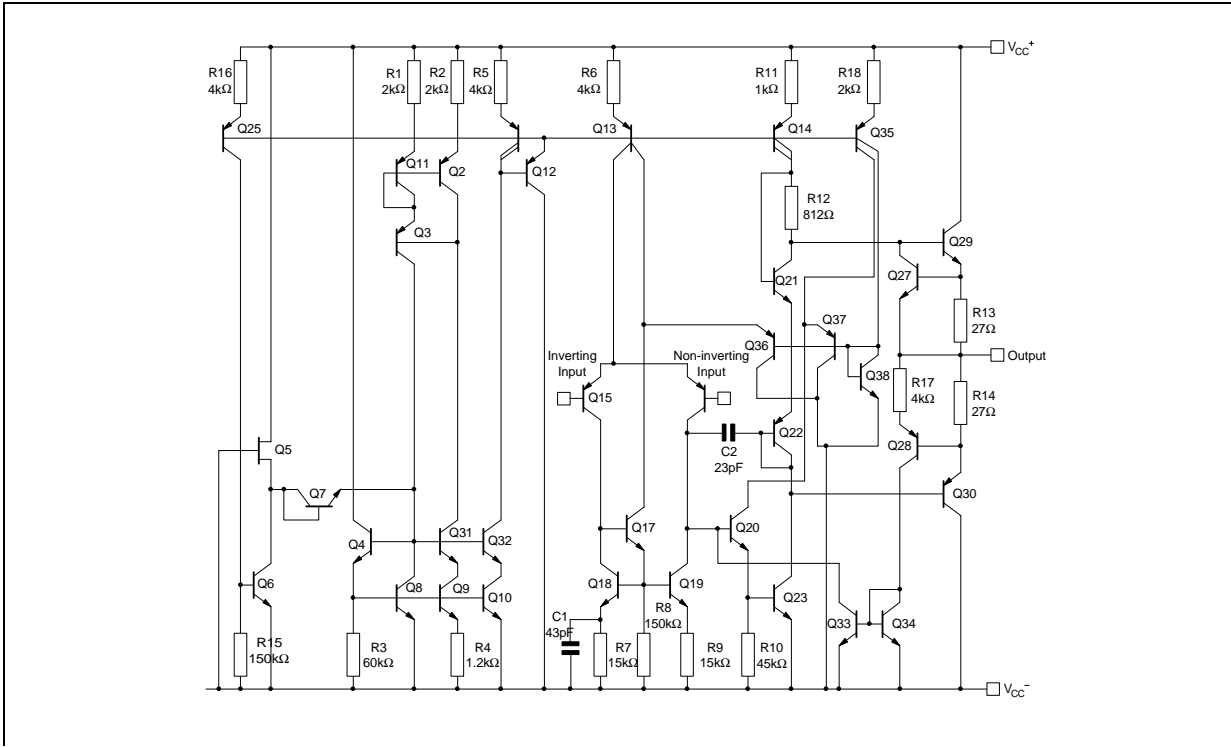 VCC+
R16
4kΩ
R1
2kΩ
R2
2kΩ
R5
4kΩ
R6
4kΩ
R11
1kΩ
R18
2kΩ
Q25
Q13
Q14
Q35
Q11
Q2
Q12
R12
812Ω
Q3
Q29
Q27
Q21
R13
27Ω
Q37
Q36
Output
Inverting
Input
Non-inverting
Input
Q38
R17
4kΩ
R14
27Ω
Q15
Q22
C2
23pF
Q28
Q5
Q7
Q30
Q4
Q31
Q32
Q17
Q20
Q6
Q8
Q9
Q10
Q18
Q19
Q23
C1
43pF
R8
150kΩ
Q33
Q34
R15
150kΩ
R3
60kΩ
R4
1.2kΩ
R7
15kΩ
R9
15kΩ
R10
45kΩ
VCC−